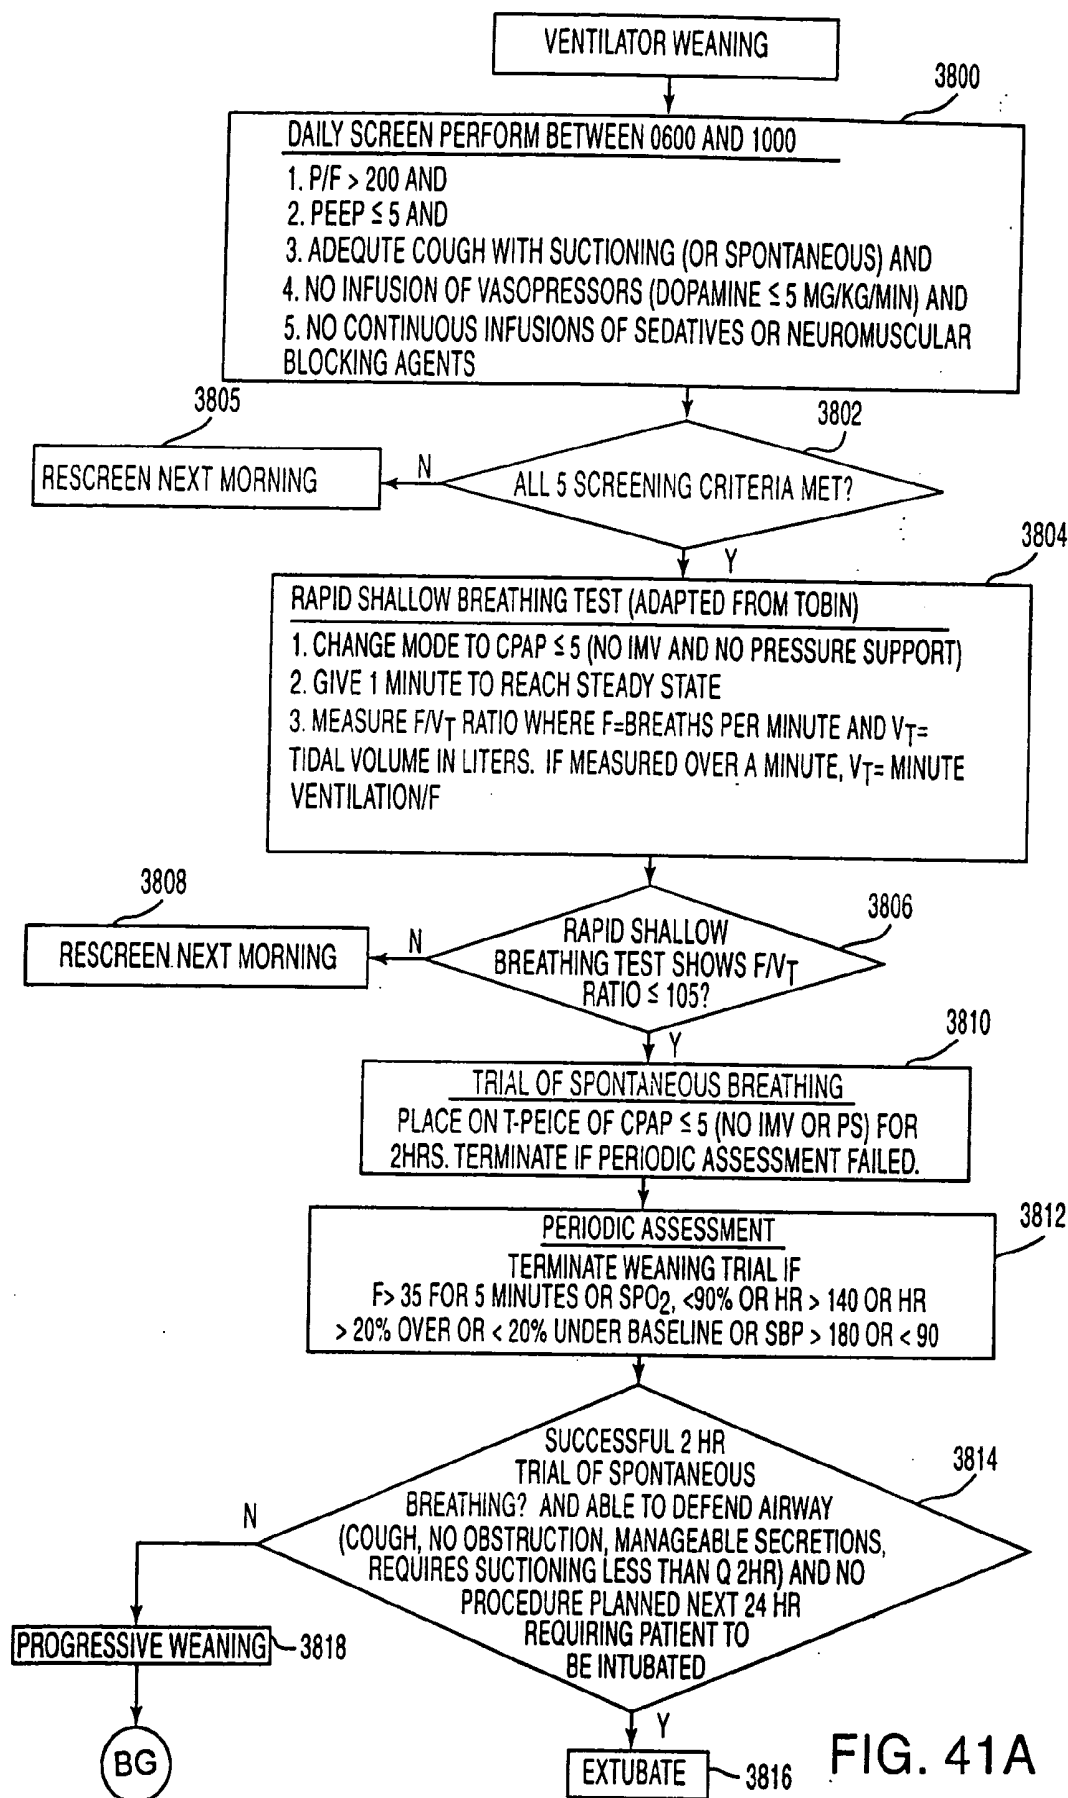 VENTILATOR WEANING
3800
DAILY SCREEN PERFORM BETWEEN 0600 AND 1000
1. P/F > 200 AND
2. PEEP ≤ 5 AND
3. ADEQUTE COUGH WITH SUCTIONING (OR SPONTANEOUS) AND
4. NO INFUSION OF VASOPRESSORS (DOPAMINE ≤ 5 MG/KG/MIN) AND
5. NO CONTINUOUS INFUSIONS OF SEDATIVES OR NEUROMUSCULAR
BLOCKING AGENTS
3805
3802
RESCREEN NEXT MORNING
N
ALL 5 SCREENING CRITERIA MET?
Y
3804
RAPID SHALLOW BREATHING TEST (ADAPTED FROM TOBIN)
1. CHANGE MODE TO CPAP ≤ 5 (NO IMV AND NO PRESSURE SUPPORT)
2. GIVE 1 MINUTE TO REACH STEADY STATE
3. MEASURE F/VT RATIO WHERE F=BREATHS PER MINUTE AND VT=
TIDAL VOLUME IN LITERS. IF MEASURED OVER A MINUTE, VT= MINUTE
VENTILATION/F
3808
3806
RESCREEN NEXT MORNING
N
RAPID SHALLOW
BREATHING TEST SHOWS F/VT
RATIO ≤ 105?
Y
3810
TRIAL OF SPONTANEOUS BREATHING
PLACE ON T-PEICE OF CPAP ≤ 5 (NO IMV OR PS) FOR
2HRS. TERMINATE IF PERIODIC ASSESSMENT FAILED.
3812
PERIODIC ASSESSMENT
TERMINATE WEANING TRIAL IF
F> 35 FOR 5 MINUTES OR SPO2, <90% OR HR > 140 OR HR
> 20% OVER OR < 20% UNDER BASELINE OR SBP > 180 OR < 90
3814
SUCCESSFUL 2 HR
TRIAL OF SPONTANEOUS
BREATHING? AND ABLE TO DEFEND AIRWAY
(COUGH, NO OBSTRUCTION, MANAGEABLE SECRETIONS,
REQUIRES SUCTIONING LESS THAN Q 2HR) AND NO
PROCEDURE PLANNED NEXT 24 HR
REQUIRING PATIENT TO
BE INTUBATED
N
PROGRESSIVE WEANING
3818
BG
Y
EXTUBATE
3816
FIG. 41A